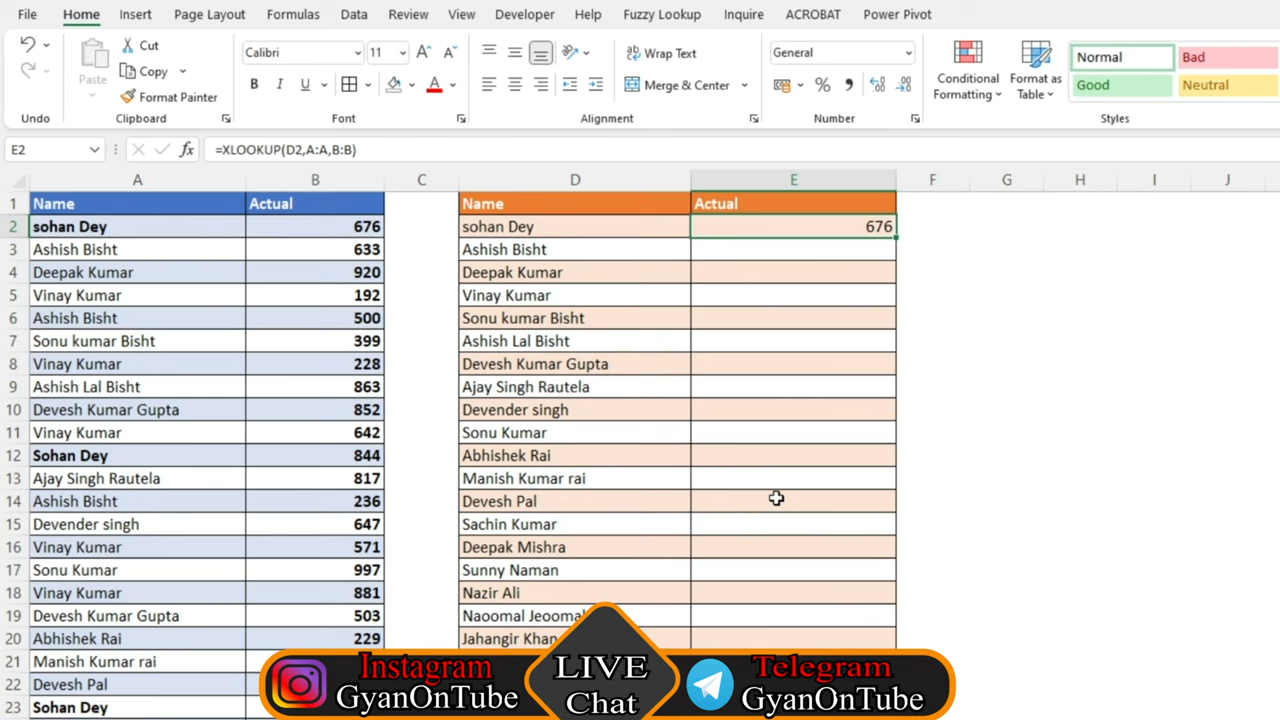 File Home Insert Page Layout Formulas Data Review View Developer Help Fuzzy Lookup Inquire ACROBAT Power Pivot
Paste
Cut
Copy
Format Painter
Calibri 11
B I U
Wrap Text
Merge & Center
General
Conditional
Formatting
Format as
Table
Normal Bad
Good Neutral
Undo Clipboard Font Alignment Number Styles
E2 fx =XLOOKUP(D2,A:A,B:B)
A B C D E F G H I J
1 Name Actual Name Actual
2 sohan Dey 676 sohan Dey 676
3 Ashish Bisht 633 Ashish Bisht
4 Deepak Kumar 920 Deepak Kumar
5 Vinay Kumar 192 Vinay Kumar
6 Ashish Bisht 500 Sonu kumar Bisht
7 Sonu kumar Bisht 399 Ashish Lal Bisht
8 Vinay Kumar 228 Devesh Kumar Gupta
9 Ashish Lal Bisht 863 Ajay Singh Rautela
10 Devesh Kumar Gupta 852 Devender singh
11 Vinay Kumar 642 Sonu Kumar
12 Sohan Dey 844 Abhishek Rai
13 Ajay Singh Rautela 817 Manish Kumar rai
14 Ashish Bisht 236 Devesh Pal
15 Devender singh 647 Sachin Kumar
16 Vinay Kumar 571 Deepak Mishra
17 Sonu Kumar 997 Sunny Naman
18 Vinay Kumar 881 Nazir Ali
19 Devesh Kumar Gupta 503 Naoomal Jeoomal
20 Abhishek Rai 229 Jahangir Khan
21 Manish Kumar rai
22 Devesh Pal
23 Sohan Dey
Instagram
GyanOnTube
LIVE
Chat
Telegram
GyanOnTube